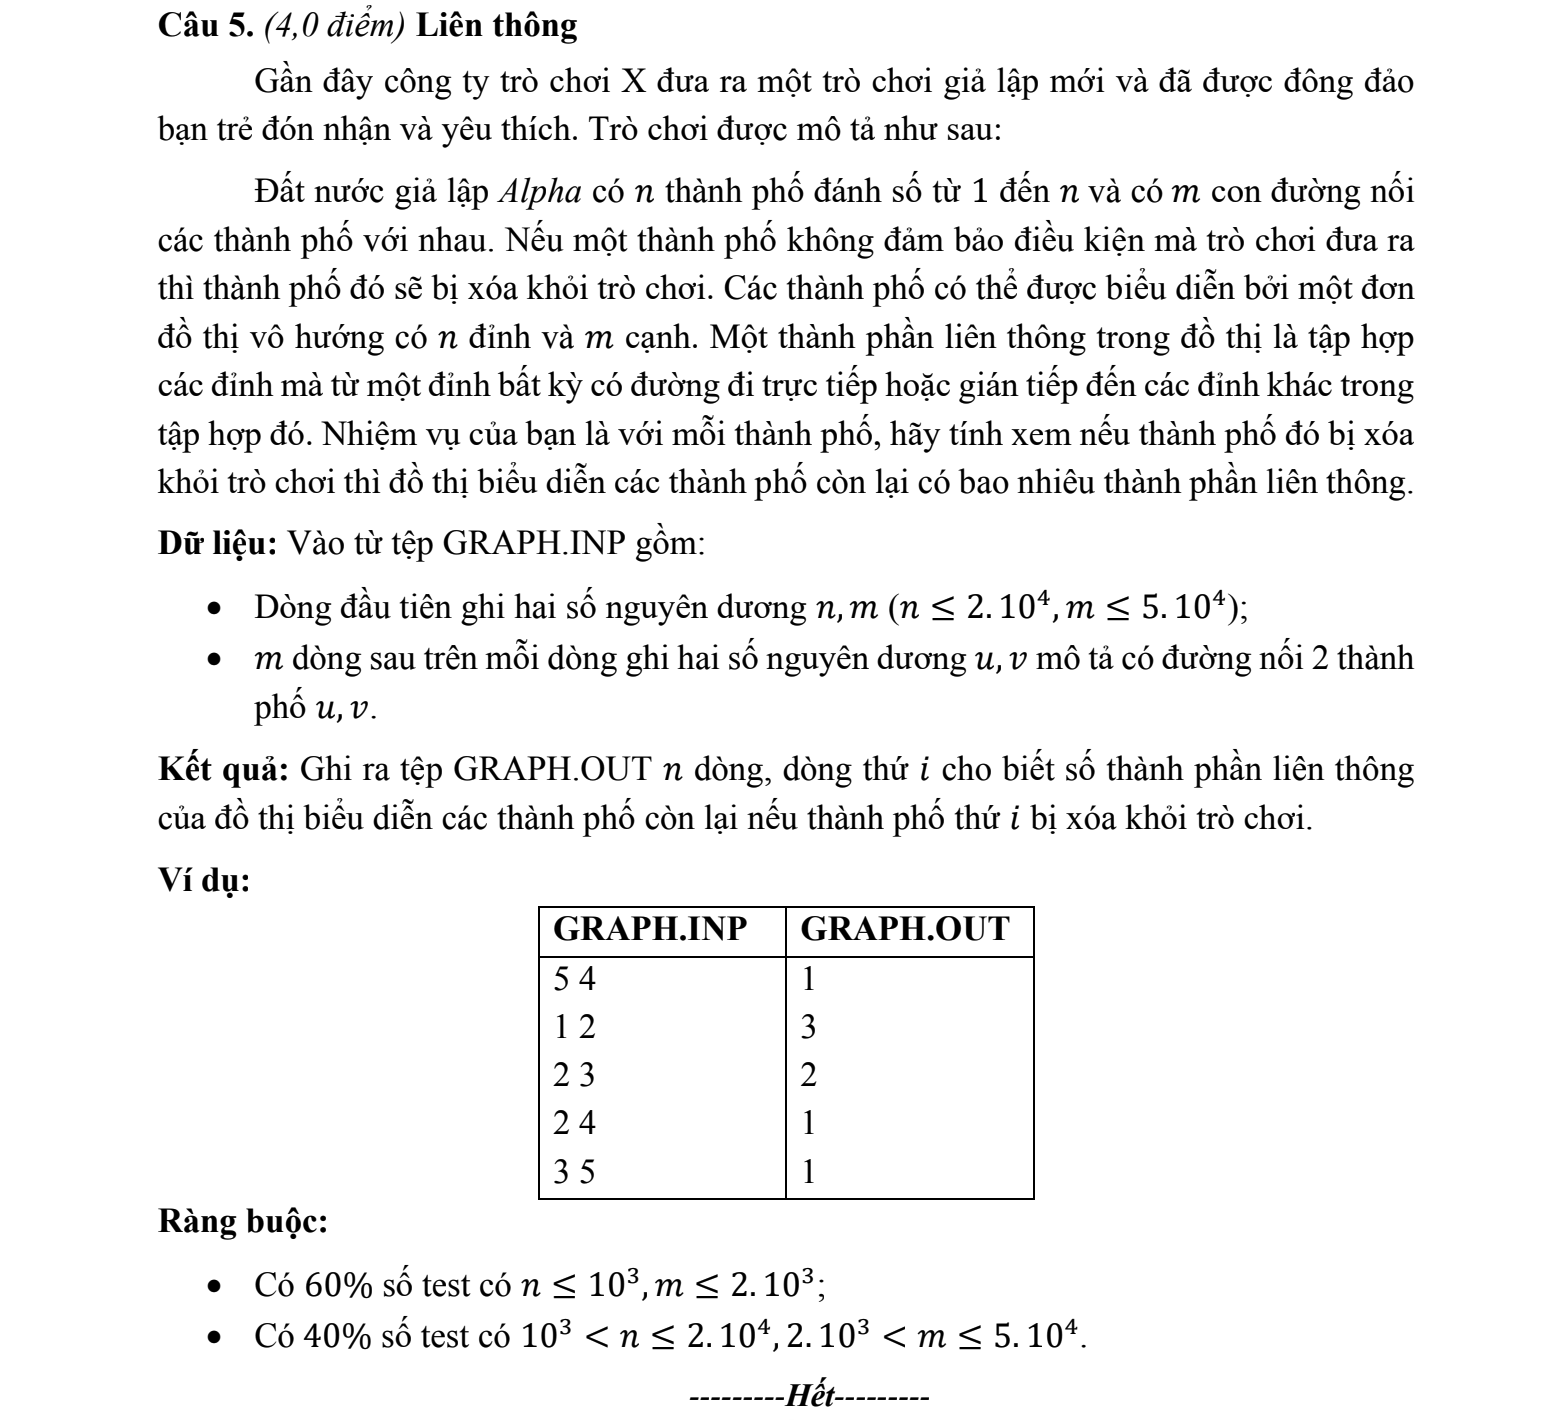 Câu 5. (4,0 điểm) Liên thông
Gần đây công ty trò chơi X đưa ra một trò chơi giả lập mới và đã được đông đảo
bạn trẻ đón nhận và yêu thích. Trò chơi được mô tả như sau:
Đất nước giả lập Alpha có n thành phố đánh số từ 1 đến n và có m con đường nối
các thành phố với nhau. Nếu một thành phố không đảm bảo điều kiện mà trò chơi đưa ra
thì thành phố đó sẽ bị xóa khỏi trò chơi. Các thành phố có thể được biểu diễn bởi một đơn
đồ thị vô hướng có n đỉnh và m cạnh. Một thành phần liên thông trong đồ thị là tập hợp
các đỉnh mà từ một đỉnh bất kỳ có đường đi trực tiếp hoặc gián tiếp đến các đỉnh khác trong
tập hợp đó. Nhiệm vụ của bạn là với mỗi thành phố, hãy tính xem nếu thành phố đó bị xóa
khỏi trò chơi thì đồ thị biểu diễn các thành phố còn lại có bao nhiêu thành phần liên thông.
Dữ liệu: Vào từ tệp GRAPH.INP gồm:
• Dòng đầu tiên ghi hai số nguyên dương n, m (n ≤ 2. 10⁴, m ≤ 5. 10⁴);
• m dòng sau trên mỗi dòng ghi hai số nguyên dương u, v mô tả có đường nối 2 thành
phố u, v.
Kết quả: Ghi ra tệp GRAPH.OUT n dòng, dòng thứ i cho biết số thành phần liên thông
của đồ thị biểu diễn các thành phố còn lại nếu thành phố thứ i bị xóa khỏi trò chơi.
Ví dụ:
GRAPH.INP GRAPH.OUT
5 4 1
1 2 3
2 3 2
2 4 1
3 5 1
Ràng buộc:
• Có 60% số test có n ≤ 10³, m ≤ 2. 10³;
• Có 40% số test có 10³ < n ≤ 2. 10⁴, 2. 10³ < m ≤ 5. 10⁴.
---------Hết---------